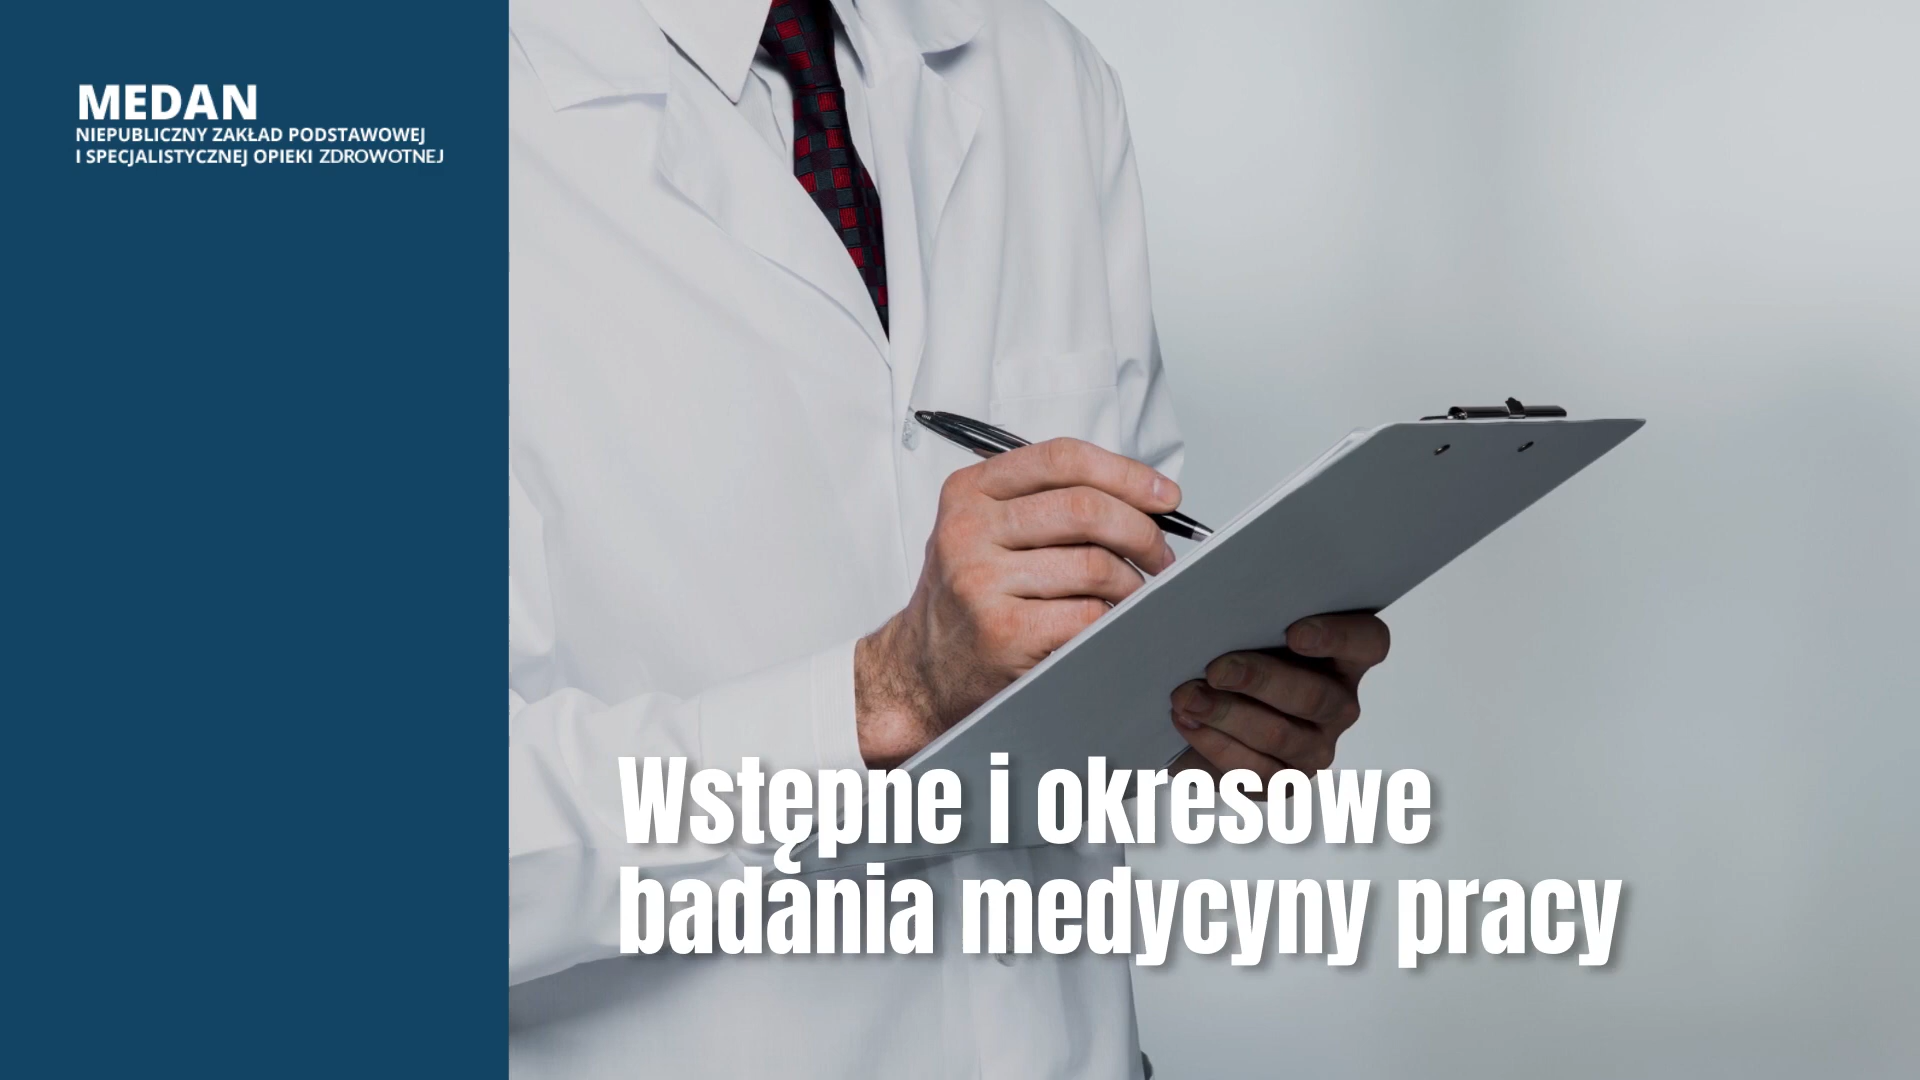 MEDAN
NIEPUBLICZNY ZAKŁAD PODSTAWOWEJ
I SPECJALISTYCZNEJ OPIEKI ZDROWOTNEJ
Wstępne i okresowe
badania medycyny pracy